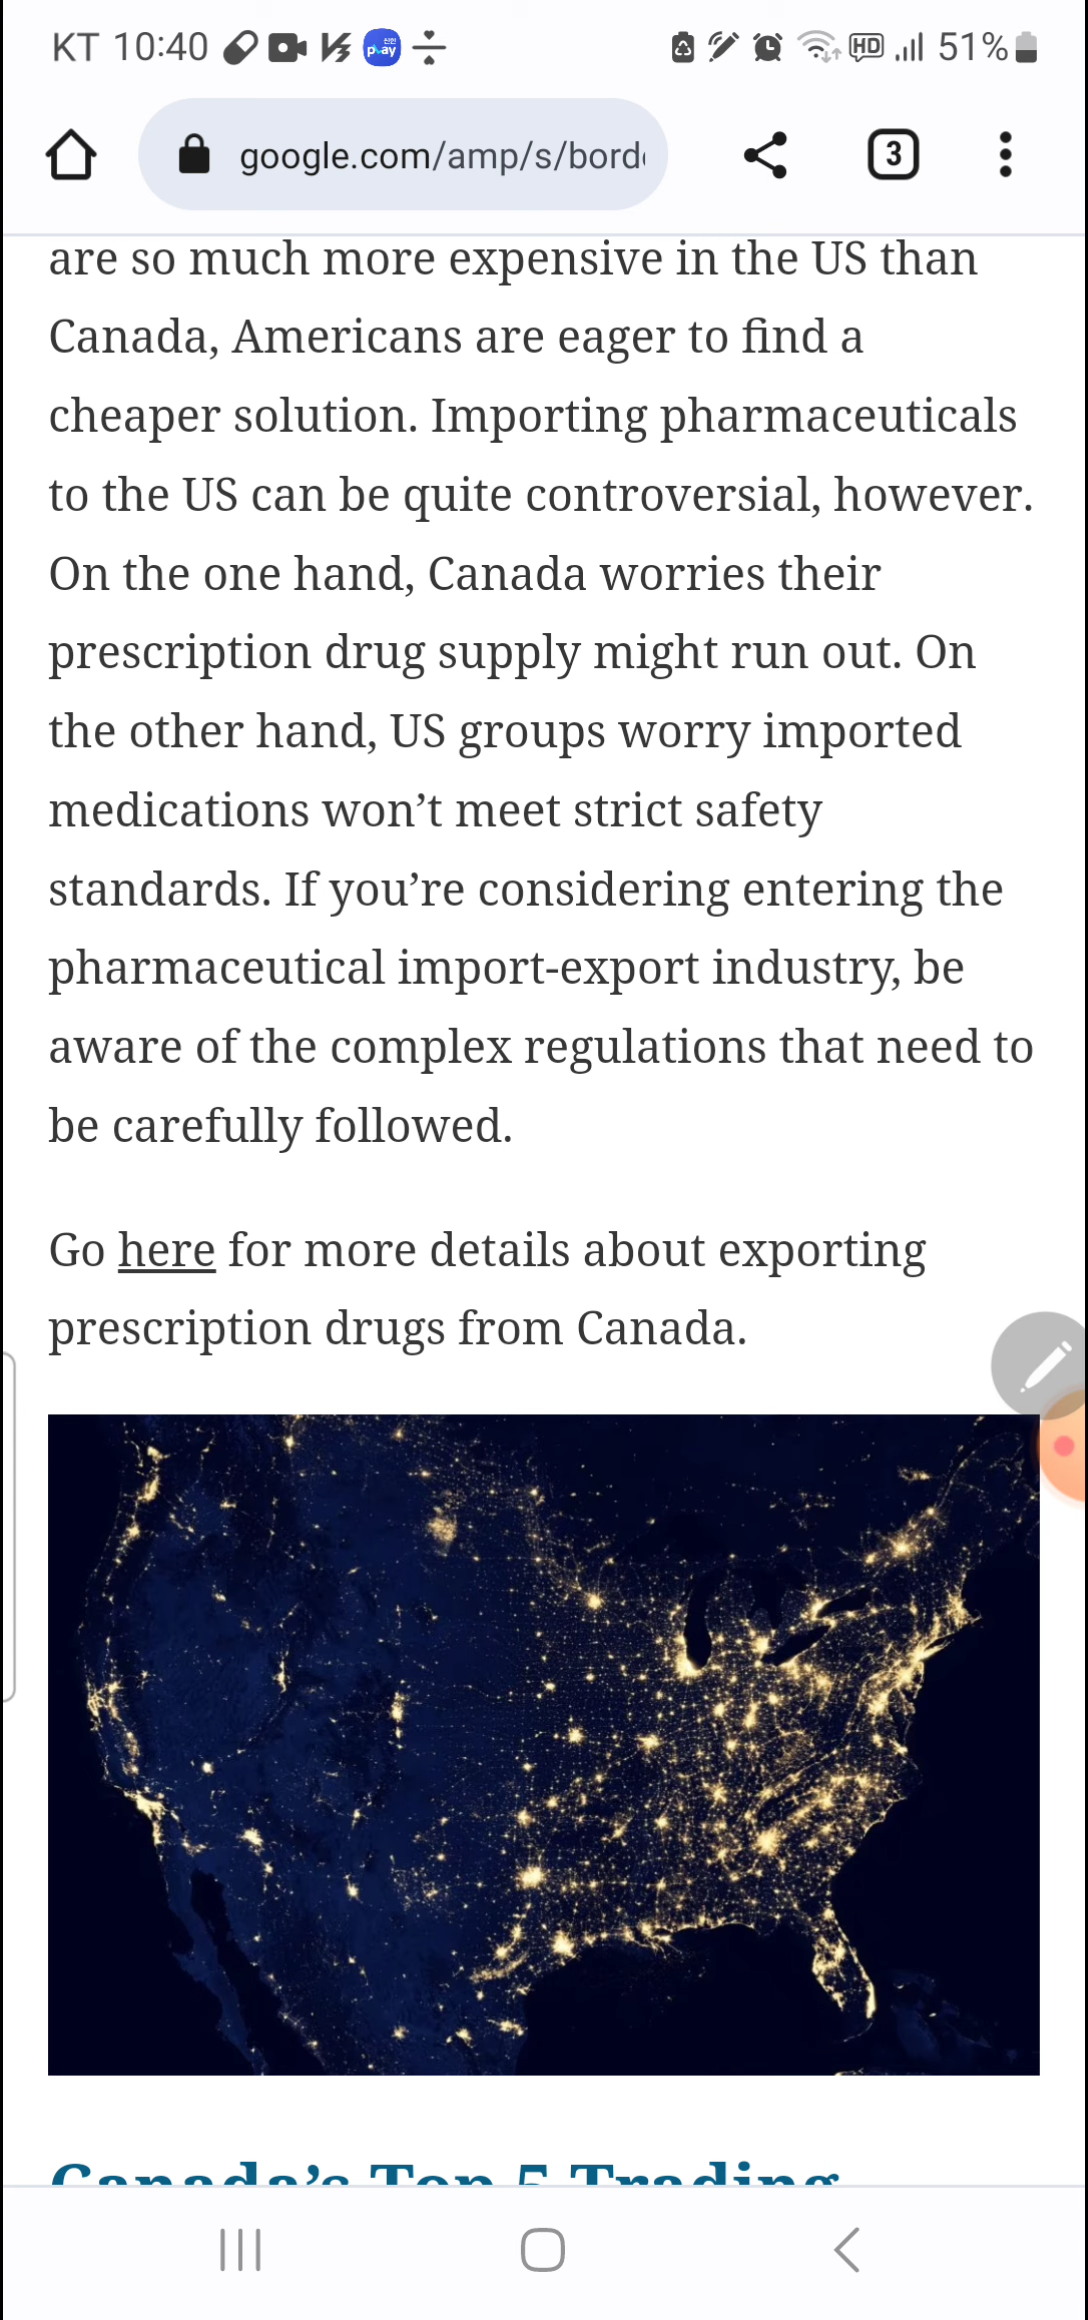 KT 10:40 51%
google.com/amp/s/bord
3
are so much more expensive in the US than
Canada, Americans are eager to find a
cheaper solution. Importing pharmaceuticals
to the US can be quite controversial, however.
On the one hand, Canada worries their
prescription drug supply might run out. On
the other hand, US groups worry imported
medications won’t meet strict safety
standards. If you’re considering entering the
pharmaceutical import-export industry, be
aware of the complex regulations that need to
be carefully followed.
Go here for more details about exporting
prescription drugs from Canada.
Canada’s Top 5 Trading